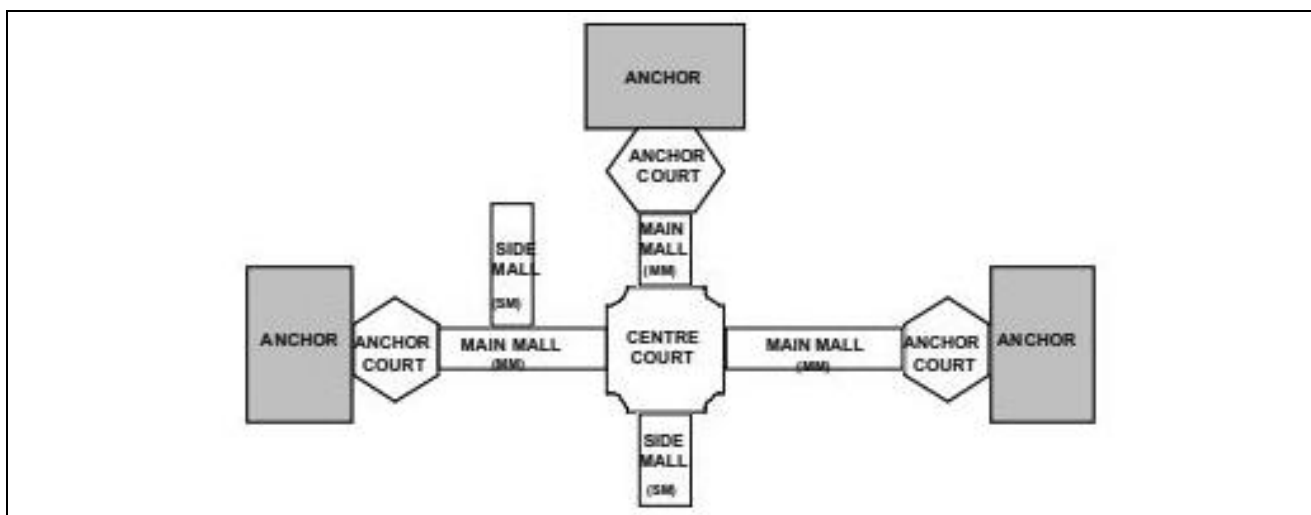 ANCHOR
ANCHOR
COURT
MAIN
MALL
(MM)
SIDE
MALL
(SM)
ANCHOR
ANCHOR
COURT
MAIN MALL
(MM)
CENTRE
COURT
MAIN MALL
(MM)
ANCHOR
COURT
ANCHOR
SIDE
MALL
(SM)